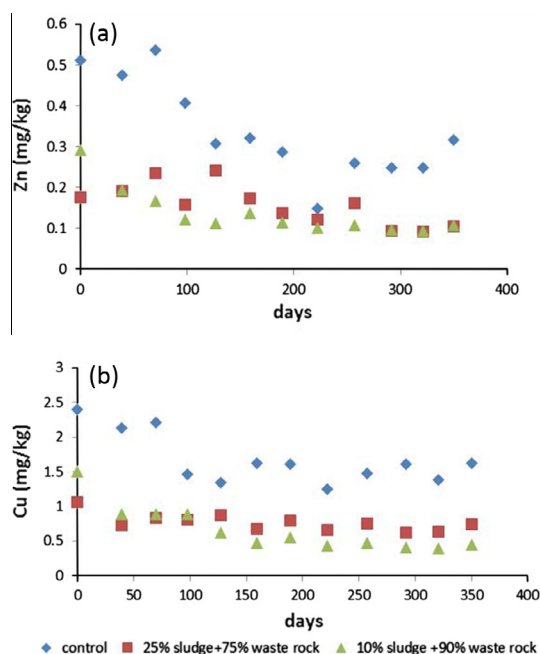 (a)
Zn (mg/kg)
0.6
0.5
0.4
0.3
0.2
0.1
0
0 100 200 300 400
days
(b)
Cu (mg/kg)
3
2.5
2
1.5
1
0.5
0
0 50 100 150 200 250 300 350 400
days
control 25% sludge+75% waste rock 10% sludge +90% waste rock